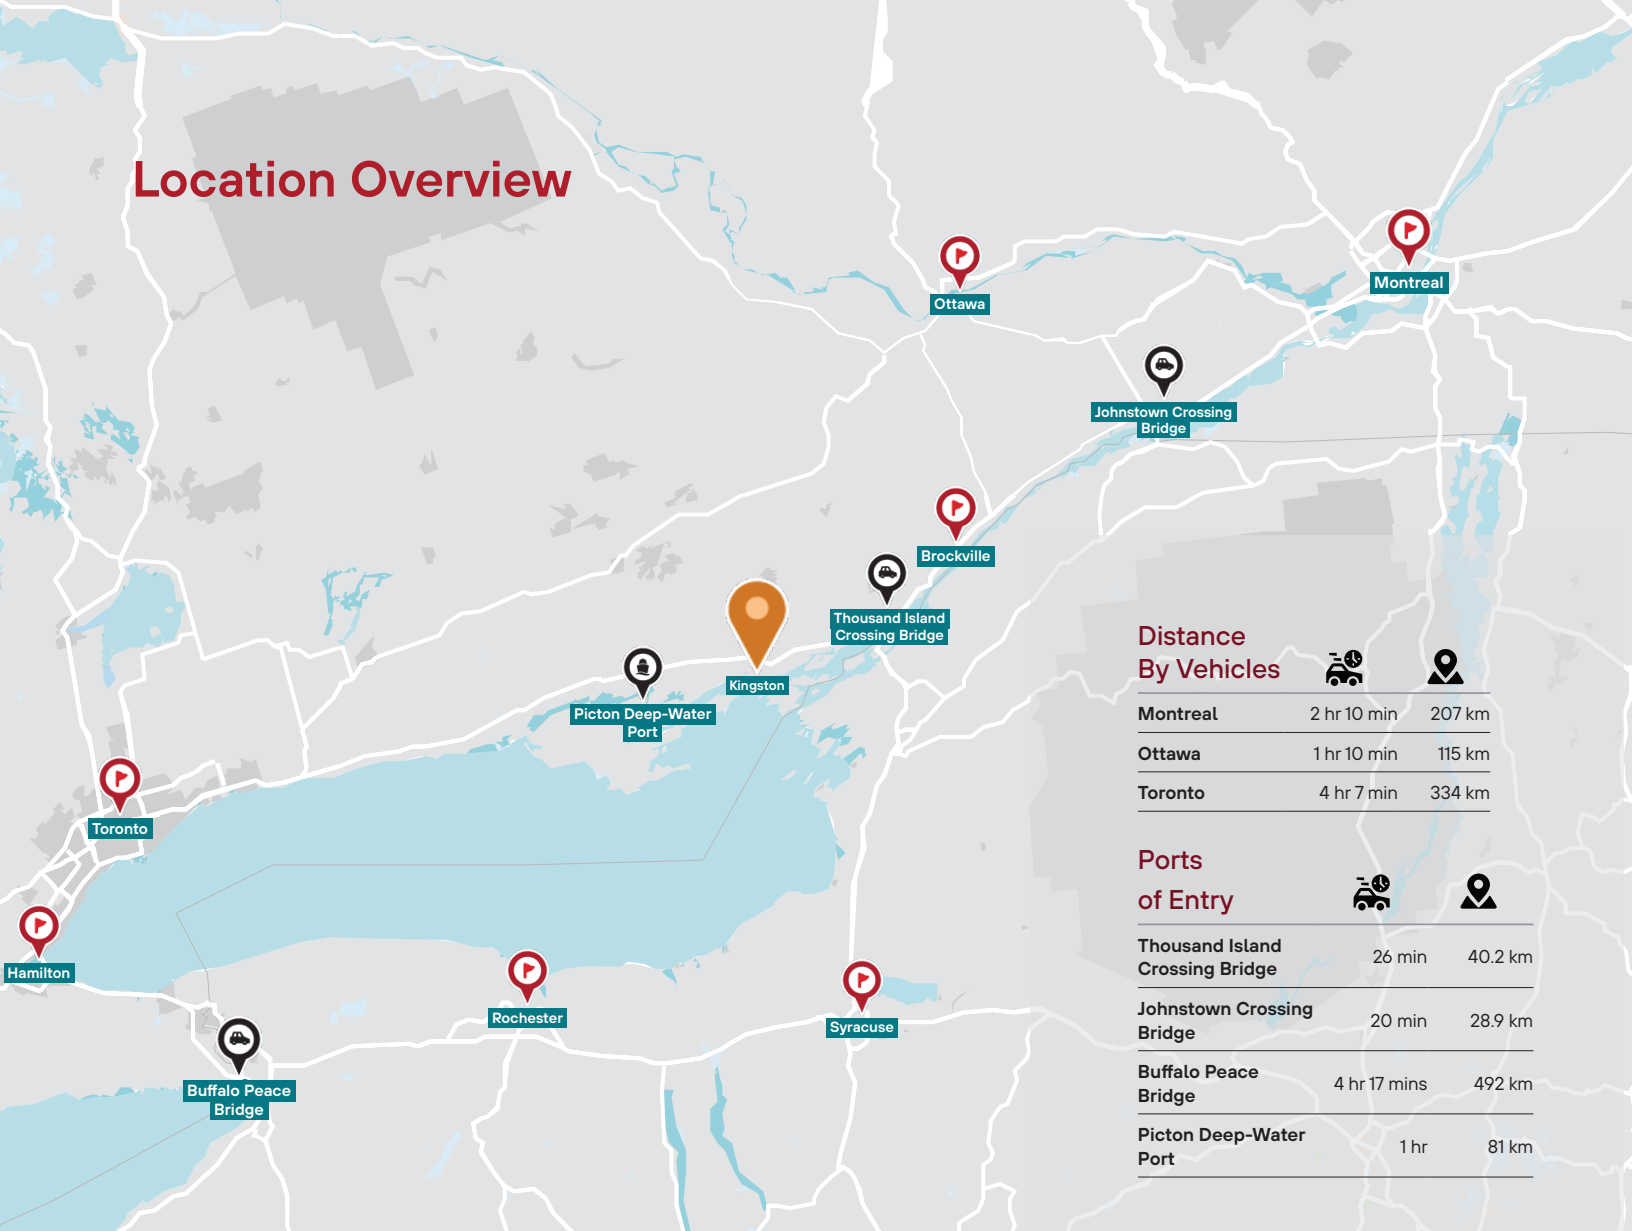 Location Overview
Montreal
Ottawa
Johnstown Crossing
Bridge
Brockville
Thousand Island
Crossing Bridge
Kingston
Picton Deep-Water
Port
Toronto
Hamilton
Rochester
Syracuse
Buffalo Peace
Bridge
Distance
By Vehicles
Montreal 2 hr 10 min 207 km
Ottawa 1 hr 10 min 115 km
Toronto 4 hr 7 min 334 km
Ports
of Entry
Thousand Island
Crossing Bridge 26 min 40.2 km
Johnstown Crossing
Bridge 20 min 28.9 km
Buffalo Peace
Bridge 4 hr 17 mins 492 km
Picton Deep-Water
Port 1 hr 81 km